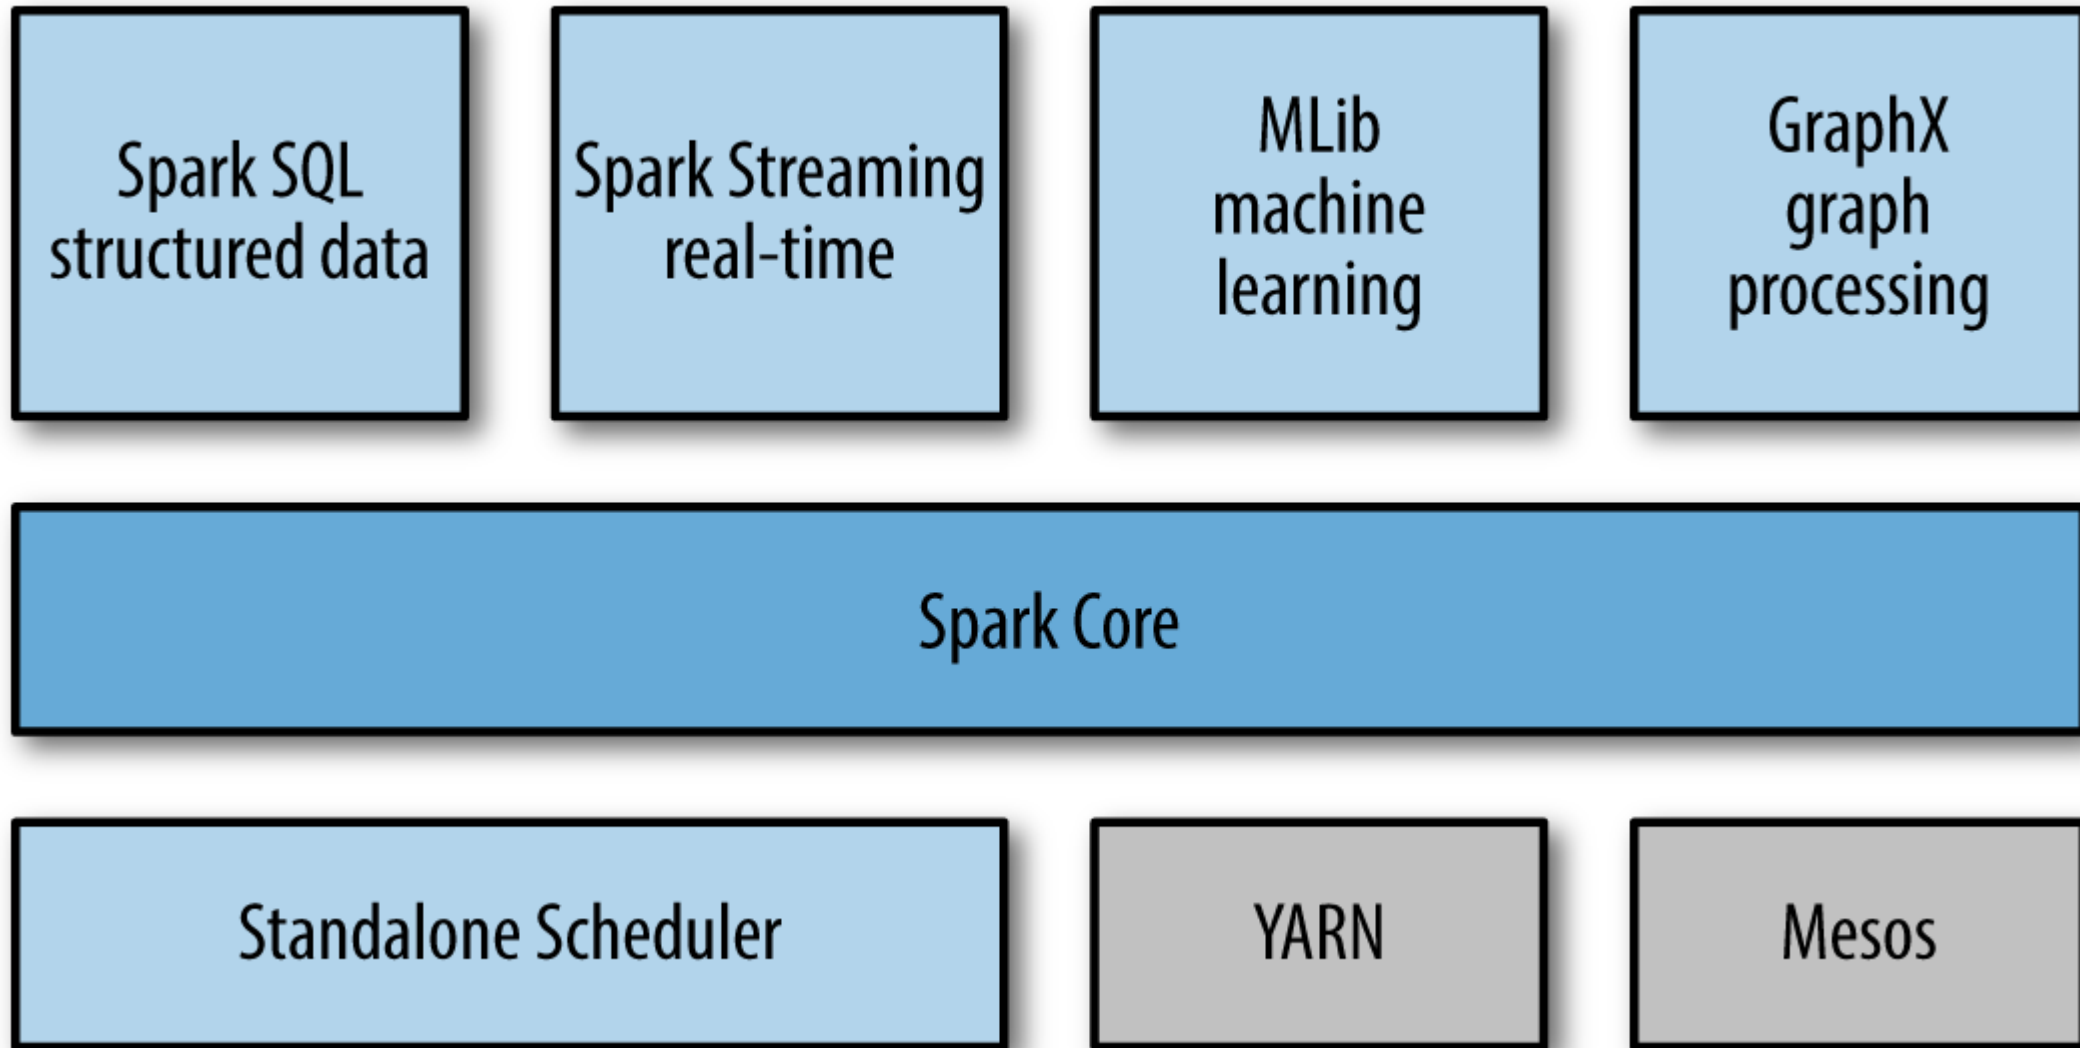 Spark SQL
structured data
Spark Streaming
real-time
MLib
machine
learning
GraphX
graph
processing
Spark Core
Standalone Scheduler
YARN
Mesos